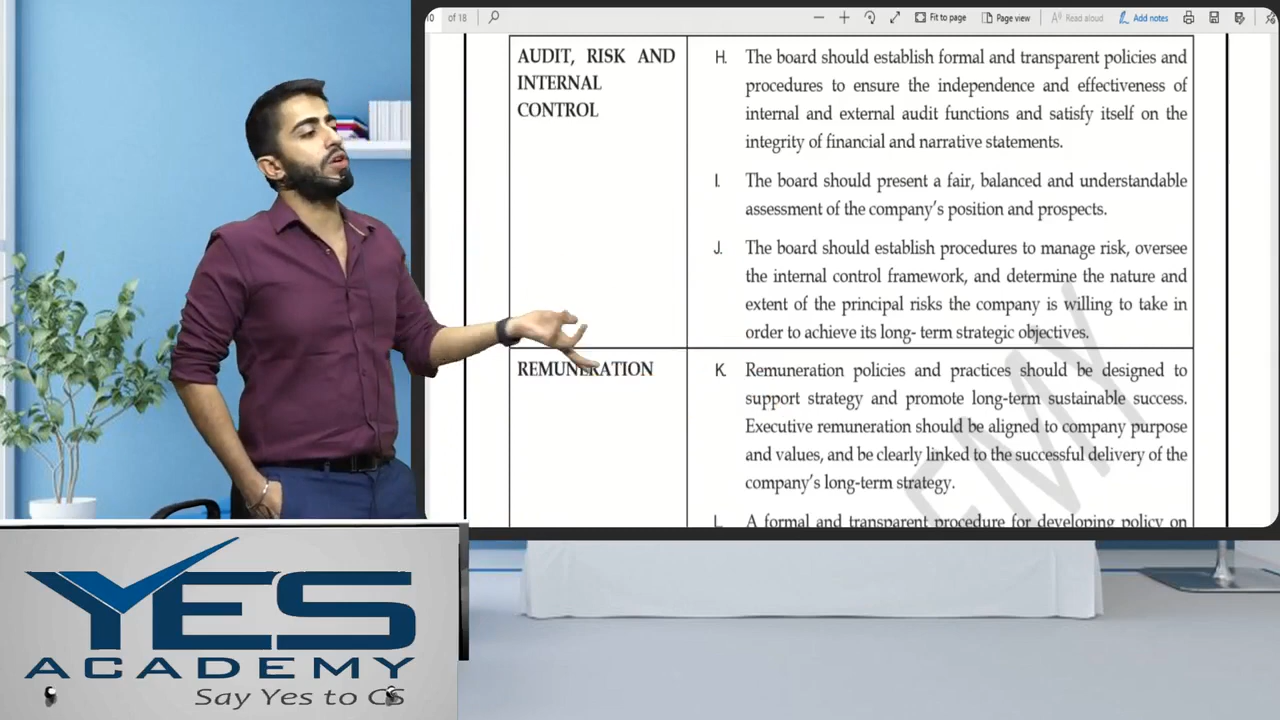 10 of 18
Fit to page
Page view
Read aloud
Add notes
AUDIT, RISK AND
INTERNAL
CONTROL
H. The board should establish formal and transparent policies and
procedures to ensure the independence and effectiveness of
internal and external audit functions and satisfy itself on the
integrity of financial and narrative statements.
I. The board should present a fair, balanced and understandable
assessment of the company's position and prospects.
J. The board should establish procedures to manage risk, oversee
the internal control framework, and determine the nature and
extent of the principal risks the company is willing to take in
order to achieve its long- term strategic objectives.
REMUNERATION
K. Remuneration policies and practices should be designed to
support strategy and promote long-term sustainable success.
Executive remuneration should be aligned to company purpose
and values, and be clearly linked to the successful delivery of the
company's long-term strategy.
L. A formal and transparent procedure for developing policy on
EMY
YES
ACADEMY
Say Yes to CS